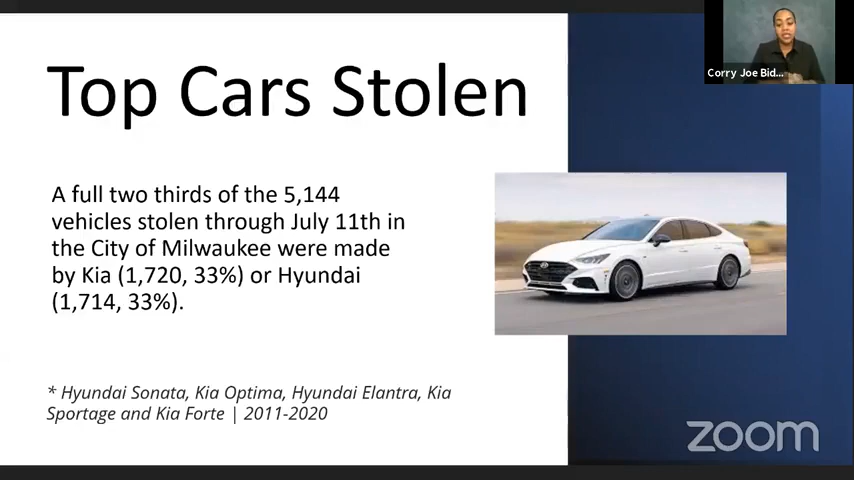 Top Cars Stolen
A full two thirds of the 5,144
vehicles stolen through July 11th in
the City of Milwaukee were made
by Kia (1,720, 33%) or Hyundai
(1,714, 33%).
* Hyundai Sonata, Kia Optima, Hyundai Elantra, Kia
Sportage and Kia Forte | 2011-2020
Corry Joe Bid...
zoom